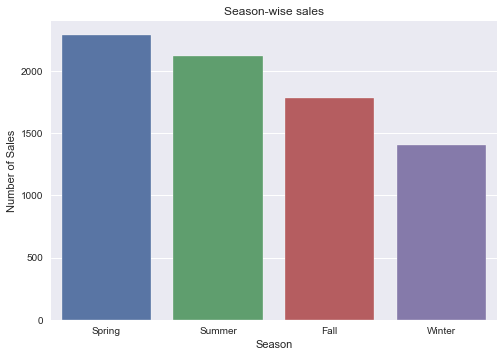 Season-wise sales
Number of Sales
2000
1500
1000
500
0
Spring Summer Fall Winter
Season